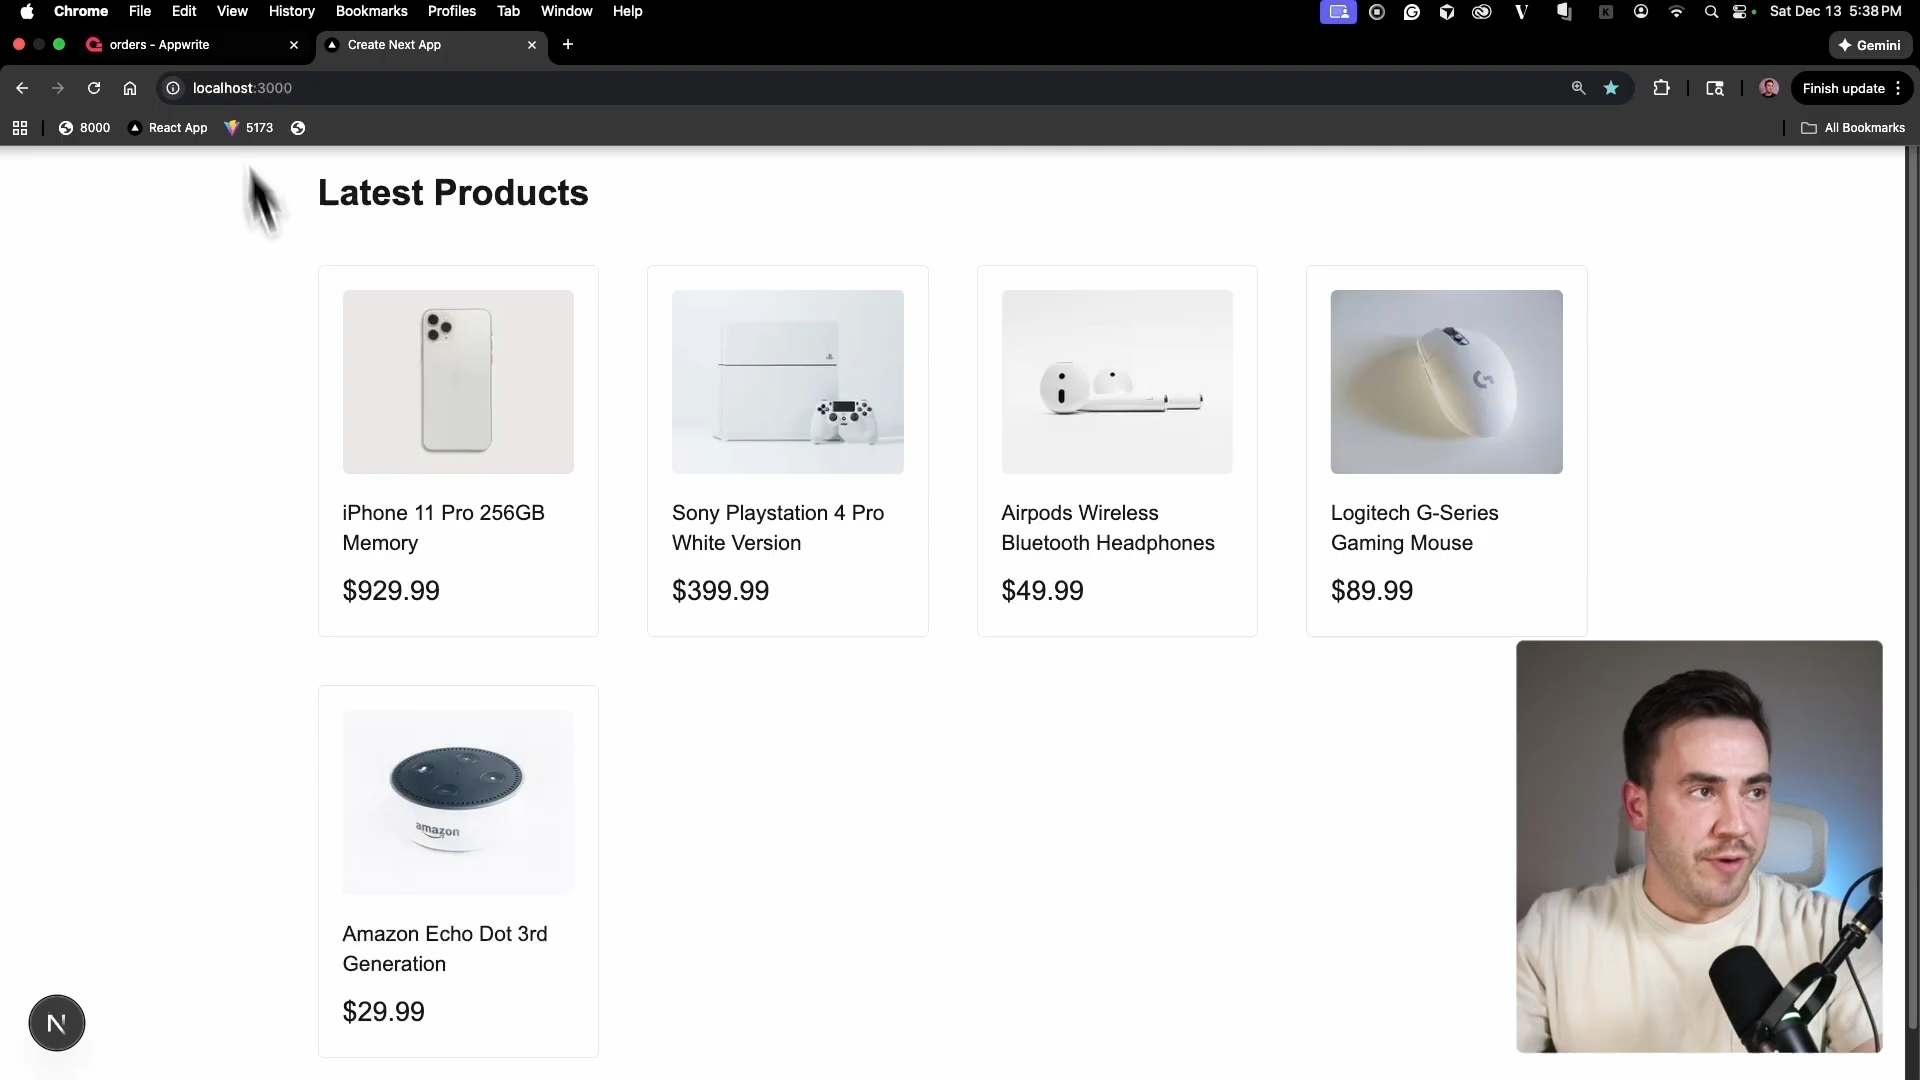 Chrome File Edit View History Bookmarks Profiles Tab Window Help
K
Sat Dec 13 5:38 PM
orders - Appwrite
Create Next App
Gemini
localhost:3000
Finish update
8000
React App
5173
All Bookmarks
Latest Products
iPhone 11 Pro 256GB
Memory
$929.99
Sony Playstation 4 Pro
White Version
$399.99
Airpods Wireless
Bluetooth Headphones
$49.99
G
Logitech G-Series
Gaming Mouse
$89.99
amazon
Amazon Echo Dot 3rd
Generation
$29.99
N